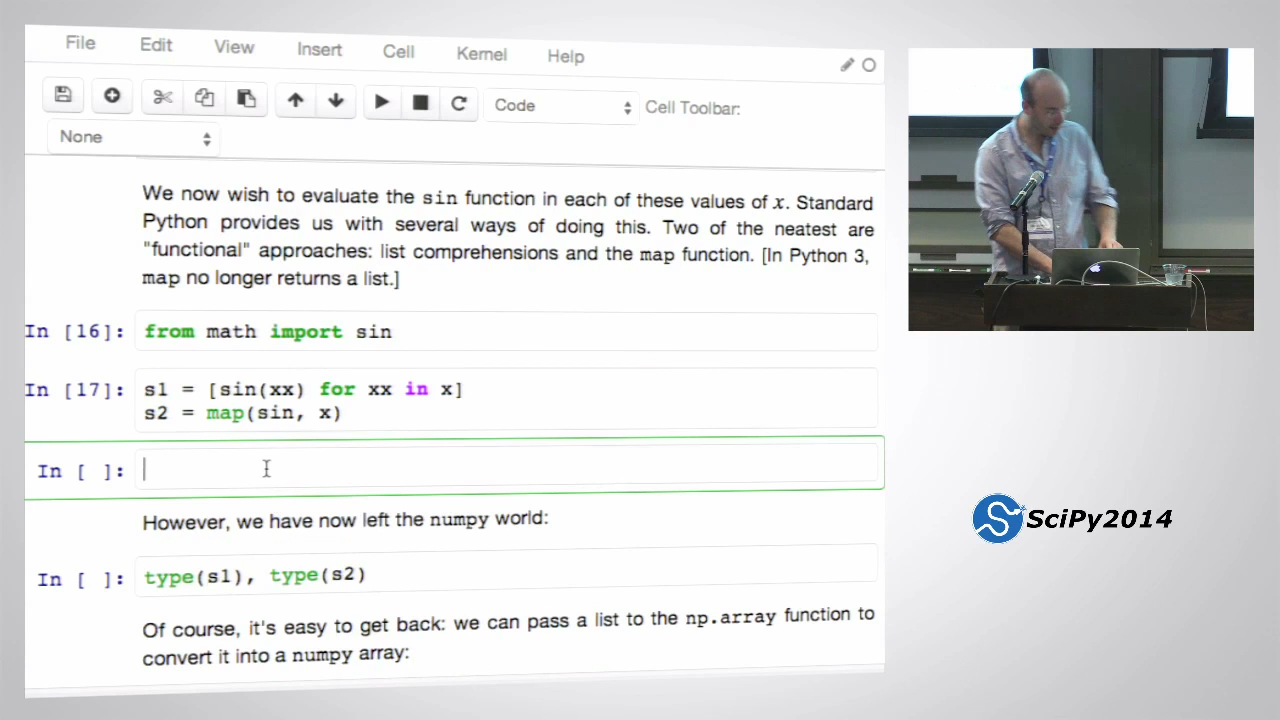 File Edit View Insert Cell Kernel Help
Code Cell Toolbar:
None
We now wish to evaluate the sin function in each of these values of x. Standard
Python provides us with several ways of doing this. Two of the neatest are
"functional" approaches: list comprehensions and the map function. [In Python 3,
map no longer returns a list.]
In [16]: from math import sin
In [17]: s1 = [sin(xx) for xx in x]
s2 = map(sin, x)
In [ ]:
However, we have now left the numpy world:
In [ ]: type(s1), type(s2)
Of course, it's easy to get back: we can pass a list to the np.array function to
convert it into a numpy array:
SciPy2014